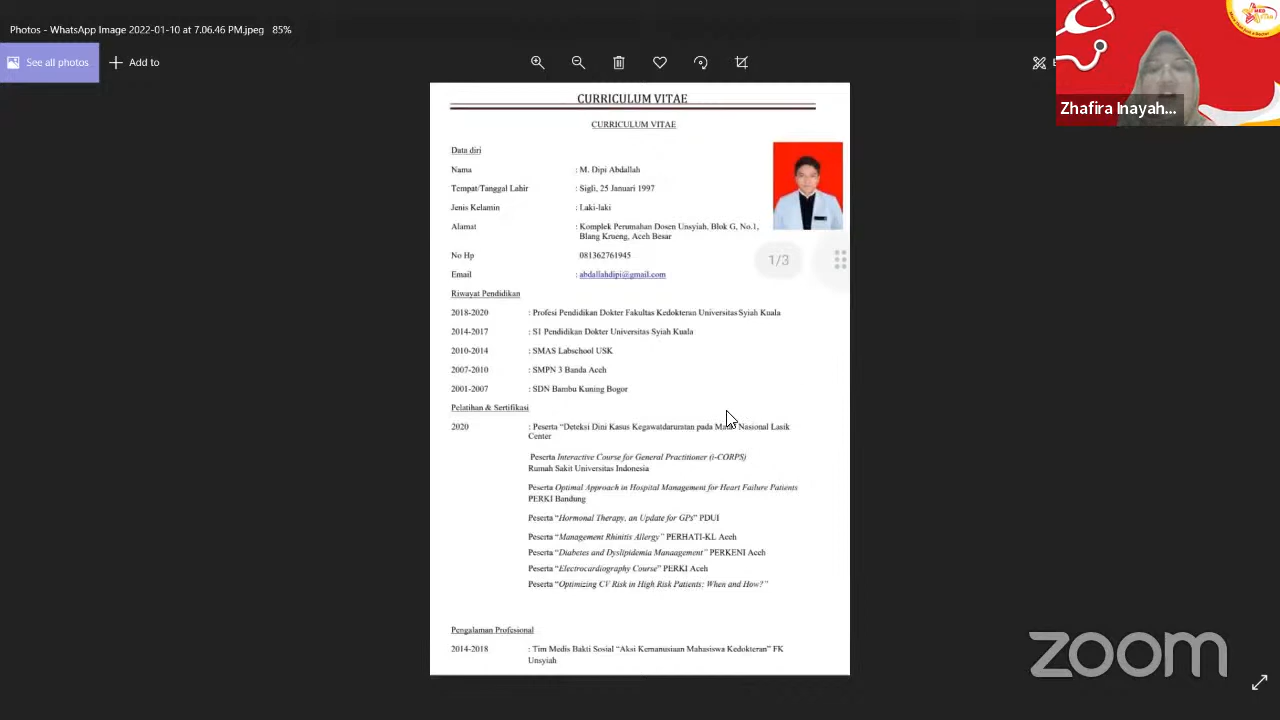 Photos - WhatsApp Image 2022-01-10 at 7.06.46 PM.jpeg 85%
See all photos
Add to
Zhafira Inayah...
CURRICULUM VITAE
CURRICULUM VITAE
Data diri
Nama : M. Dipi Abdallah
Tempat/Tanggal Lahir : Sigli, 25 Januari 1997
Jenis Kelamin : Laki-laki
Alamat : Komplek Perumahan Dosen Unsyiah, Blok G, No.1,
Blang Krueng, Aceh Besar
No Hp 081362761945
1/3
Email : abdallahdipi@gmail.com
Riwayat Pendidikan
2018-2020 : Profesi Pendidikan Dokter Fakultas Kedokteran Universitas Syiah Kuala
2014-2017 : S1 Pendidikan Dokter Universitas Syiah Kuala
2010-2014 : SMAS Labschool USK
2007-2010 : SMPN 3 Banda Aceh
2001-2007 : SDN Bambu Kuning Bogor
Pelatihan & Sertifikasi
2020 : Peserta "Deteksi Dini Kasus Kegawatdaruratan pada Nasional Lasik
Center
Peserta Interactive Course for General Practitioner (i-CORPS)
Rumah Sakit Universitas Indonesia
Peserta Optimal Approach in Hospital Management for Heart Failure Patients
PERKI Bandung
Peserta "Hormonal Therapy, an Update for GPs" PDUI
Peserta "Management Rhinitis Allergy" PERHATI-KL Aceh
Peserta "Diabetes and Dyslipidemia Manaagement" PERKENI Aceh
Peserta "Electrocardiography Course" PERKI Aceh
Peserta "Optimizing CV Risk in High Risk Patients: When and How?"
Pengalaman Profesional
2014-2018 : Tim Medis Bakti Sosial "Aksi Kemanusiaan Mahasiswa Kedokteran" FK
Unsyiah
zoom